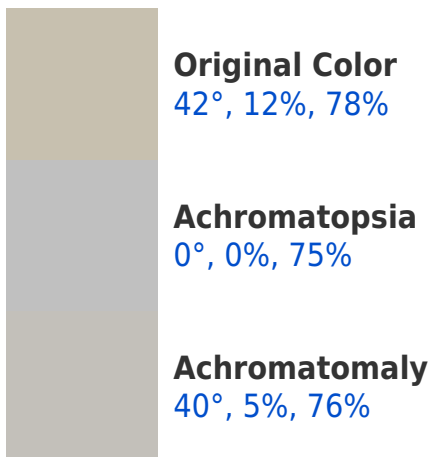 Original Color
42°, 12%, 78%
Achromatopsia
0°, 0%, 75%
Achromatomaly
40°, 5%, 76%